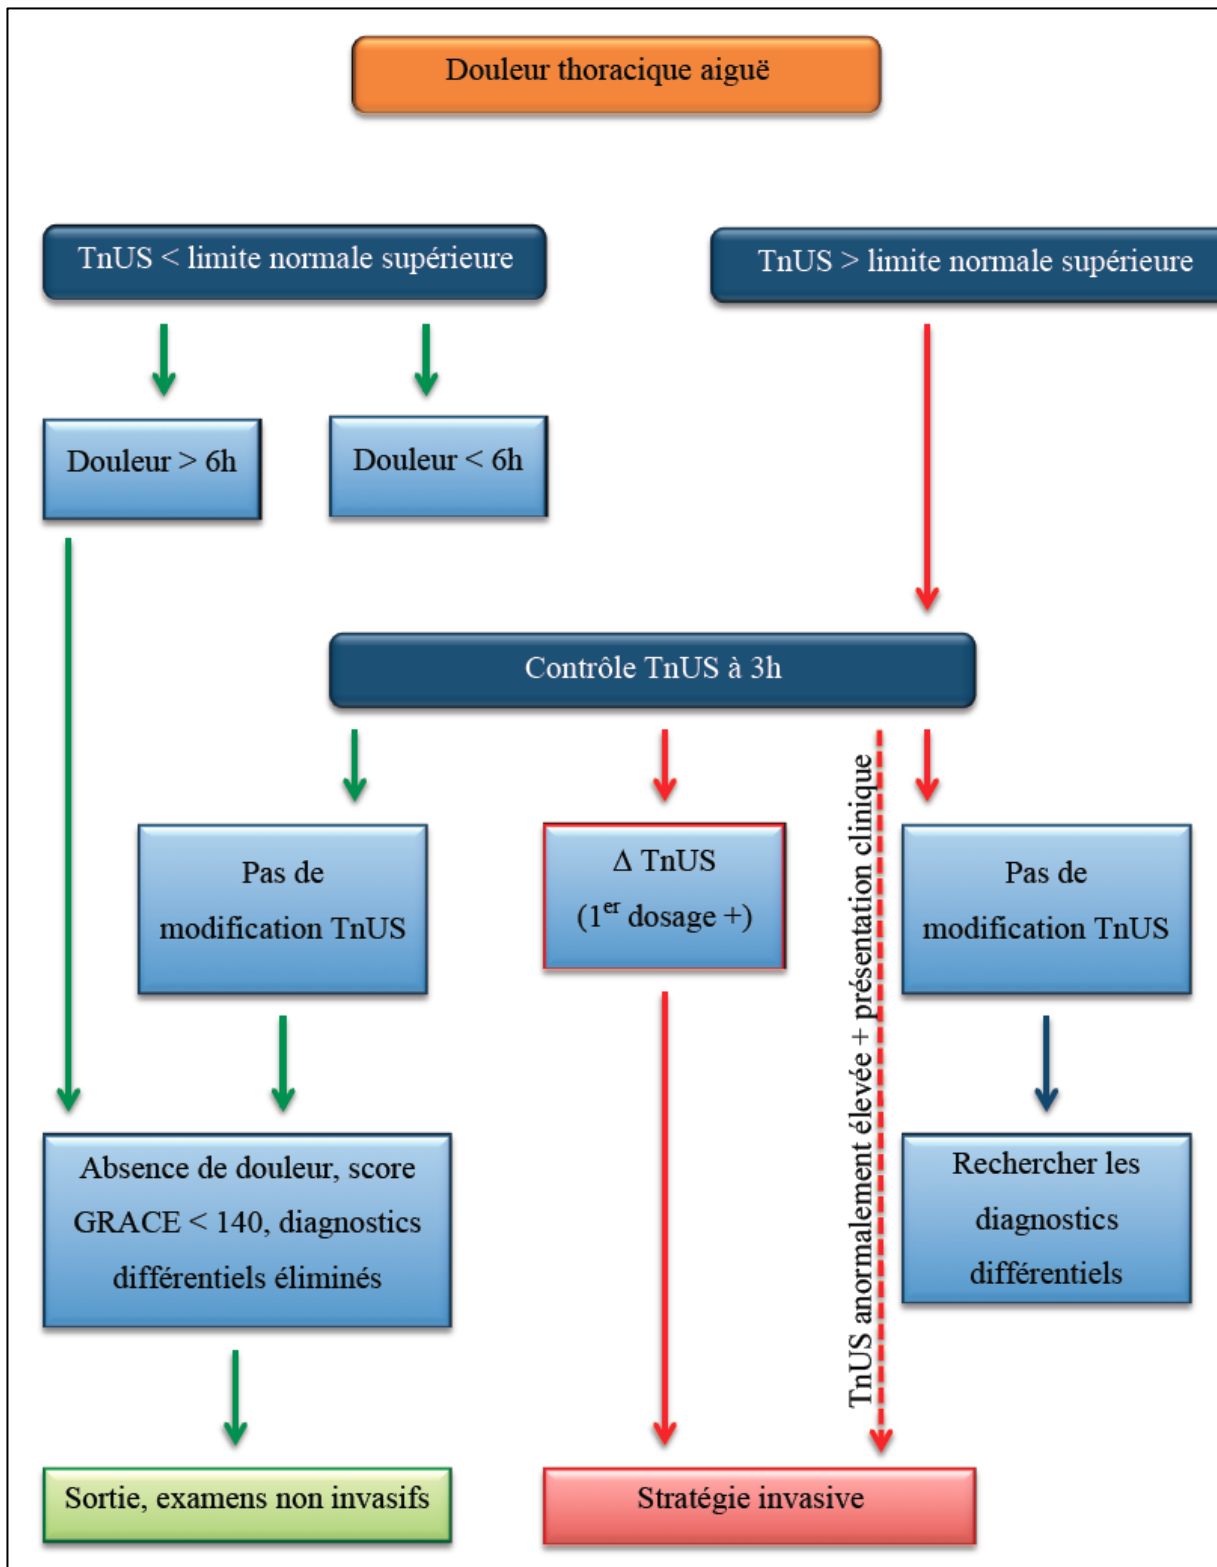 Douleur thoracique aiguë
TnUS < limite normale supérieure
TnUS > limite normale supérieure
Douleur > 6h
Douleur < 6h
Contrôle TnUS à 3h
Pas de
modification TnUS
Δ TnUS
(1er dosage +)
TnUS anormalement élevée + présentation clinique
Pas de
modification TnUS
Absence de douleur, score
GRACE < 140, diagnostics
différentiels éliminés
Rechercher les
diagnostics
différentiels
Sortie, examens non invasifs
Stratégie invasive